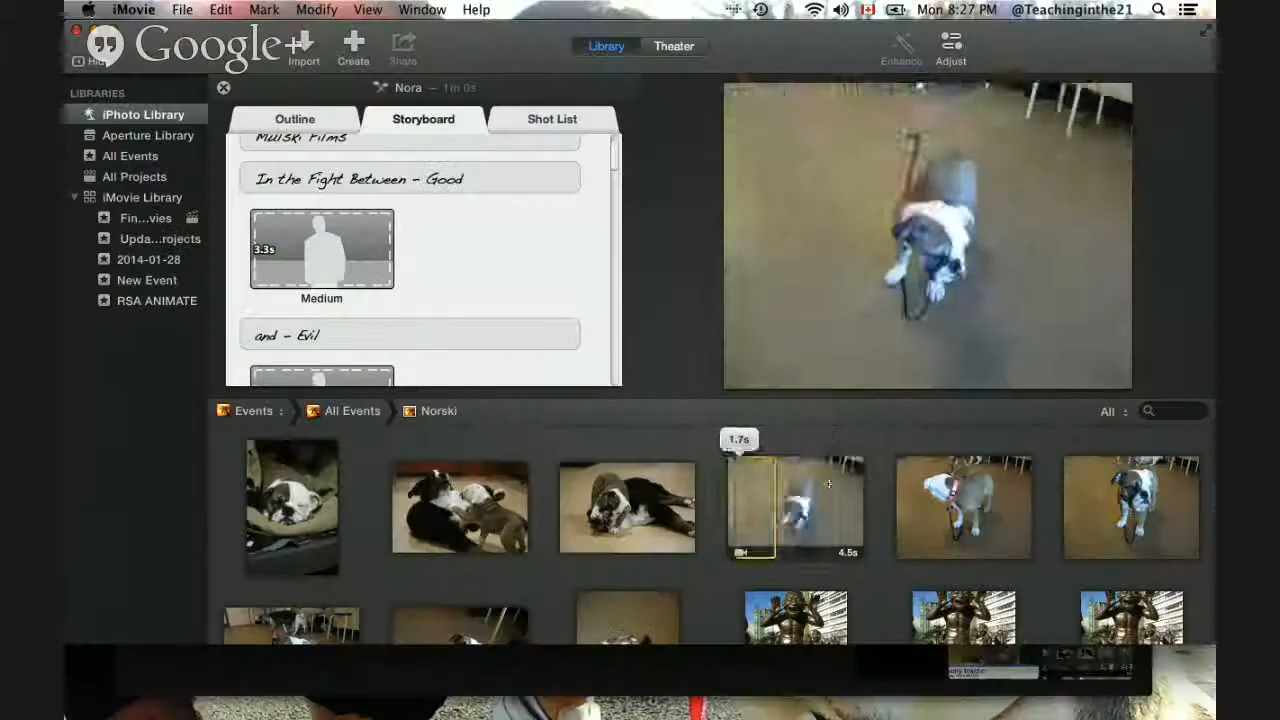 iMovie File Edit Mark Modify View Window Help
Mon 8:27 PM @Teachinginthe21
Google+
Import Create Share
Library Theater
Enhance Adjust
LIBRARIES
iPhoto Library
Aperture Library
All Events
All Projects
iMovie Library
Fin...vies
Upda...rojects
2014-01-28
New Event
RSA ANIMATE
Nora — 1m 0s
Outline Storyboard Shot List
Mulski Films
In the Fight Between - Good
3.3s
Medium
and - Evil
Events All Events Norski
All
1.7s
4.5s